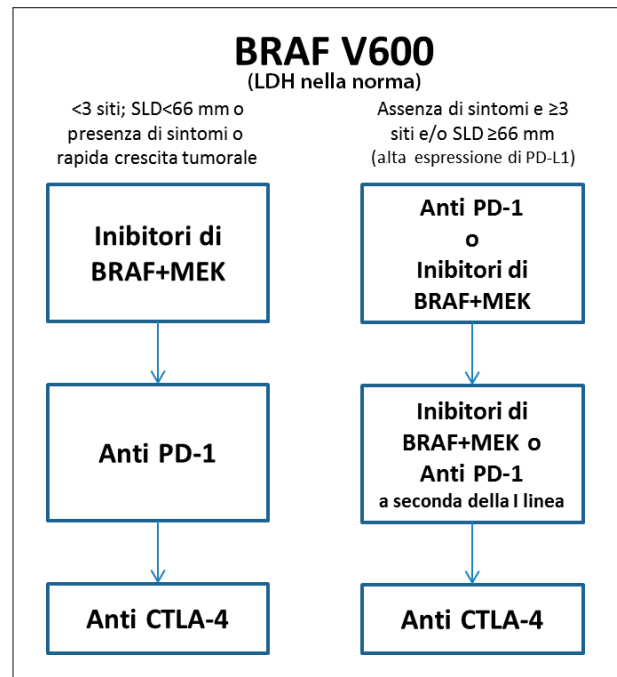 BRAF V600
(LDH nella norma)
<3 siti; SLD<66 mm o
presenza di sintomi o
rapida crescita tumorale
Inibitori di
BRAF+MEK
Anti PD-1
Anti CTLA-4
Assenza di sintomi e ≥3
siti e/o SLD ≥66 mm
(alta espressione di PD-L1)
Anti PD-1
o
Inibitori di
BRAF+MEK
Inibitori di
BRAF+MEK o
Anti PD-1
a seconda della I linea
Anti CTLA-4